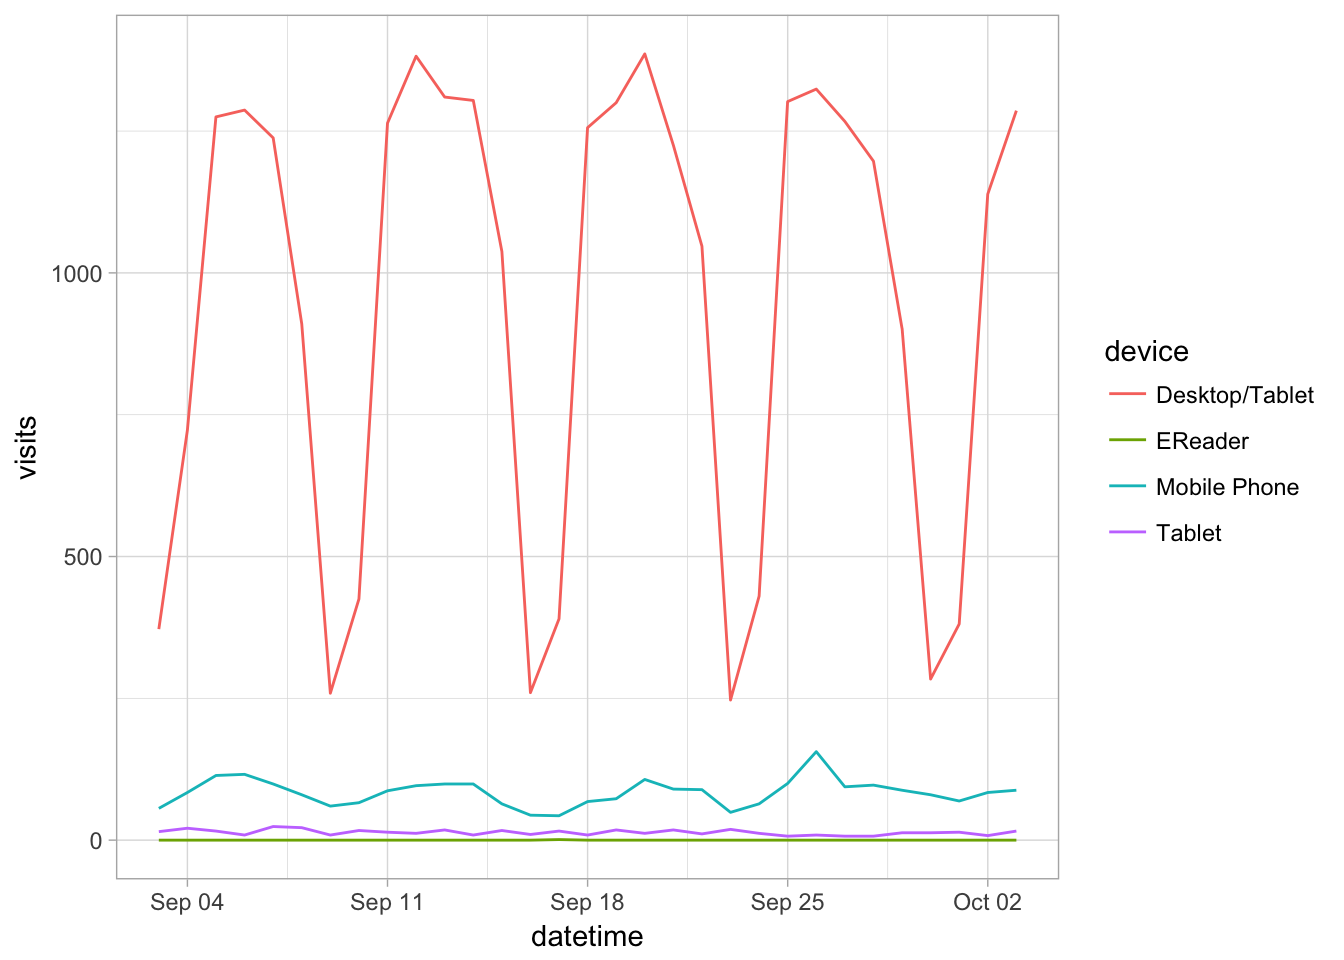 visits
1000
500
0
Sep 04
Sep 11
Sep 18
Sep 25
Oct 02
datetime
device
Desktop/Tablet
EReader
Mobile Phone
Tablet